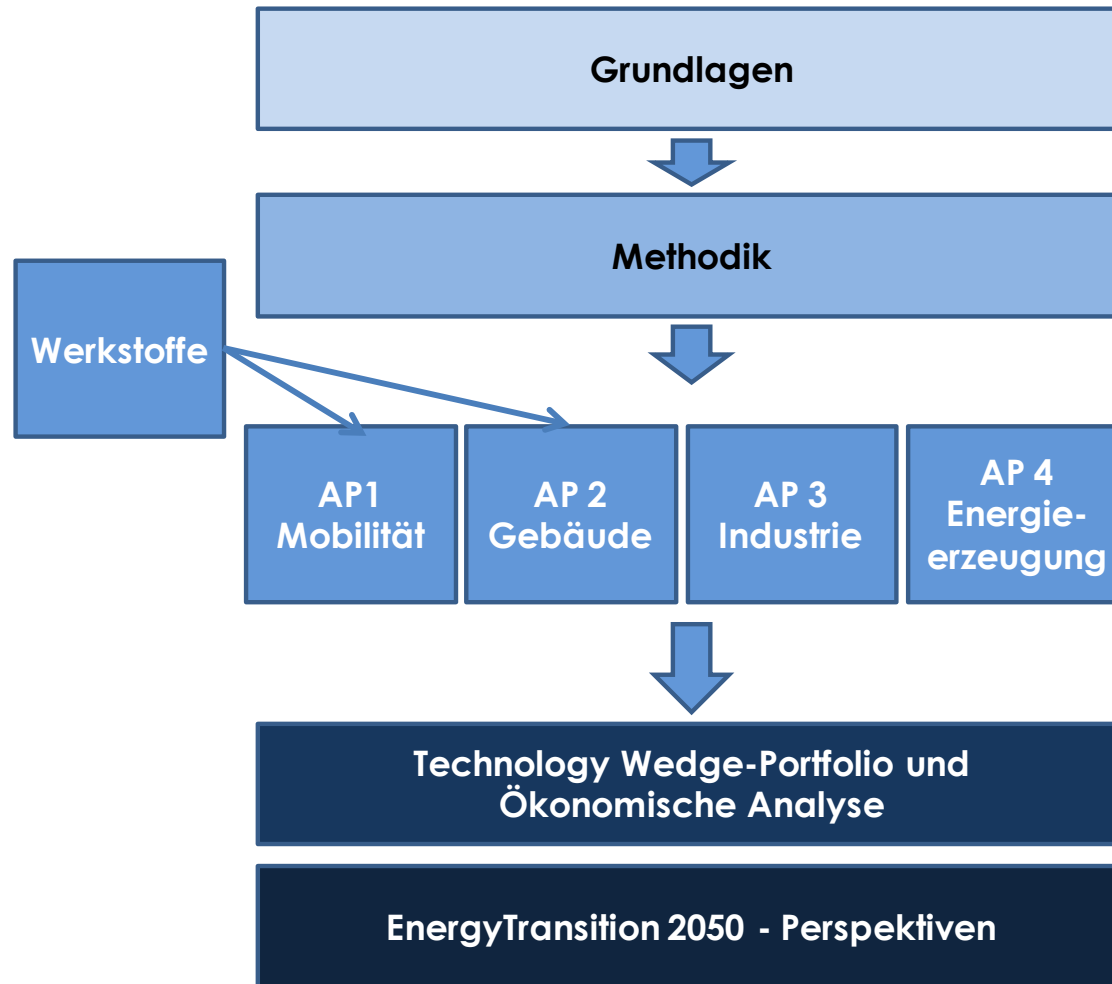 Grundlagen
Methodik
Werkstoffe
AP1
Mobilität
AP 2
Gebäude
AP 3
Industrie
AP 4
Energie-
erzeugung
Technology Wedge-Portfolio und
Ökonomische Analyse
EnergyTransition 2050 - Perspektiven